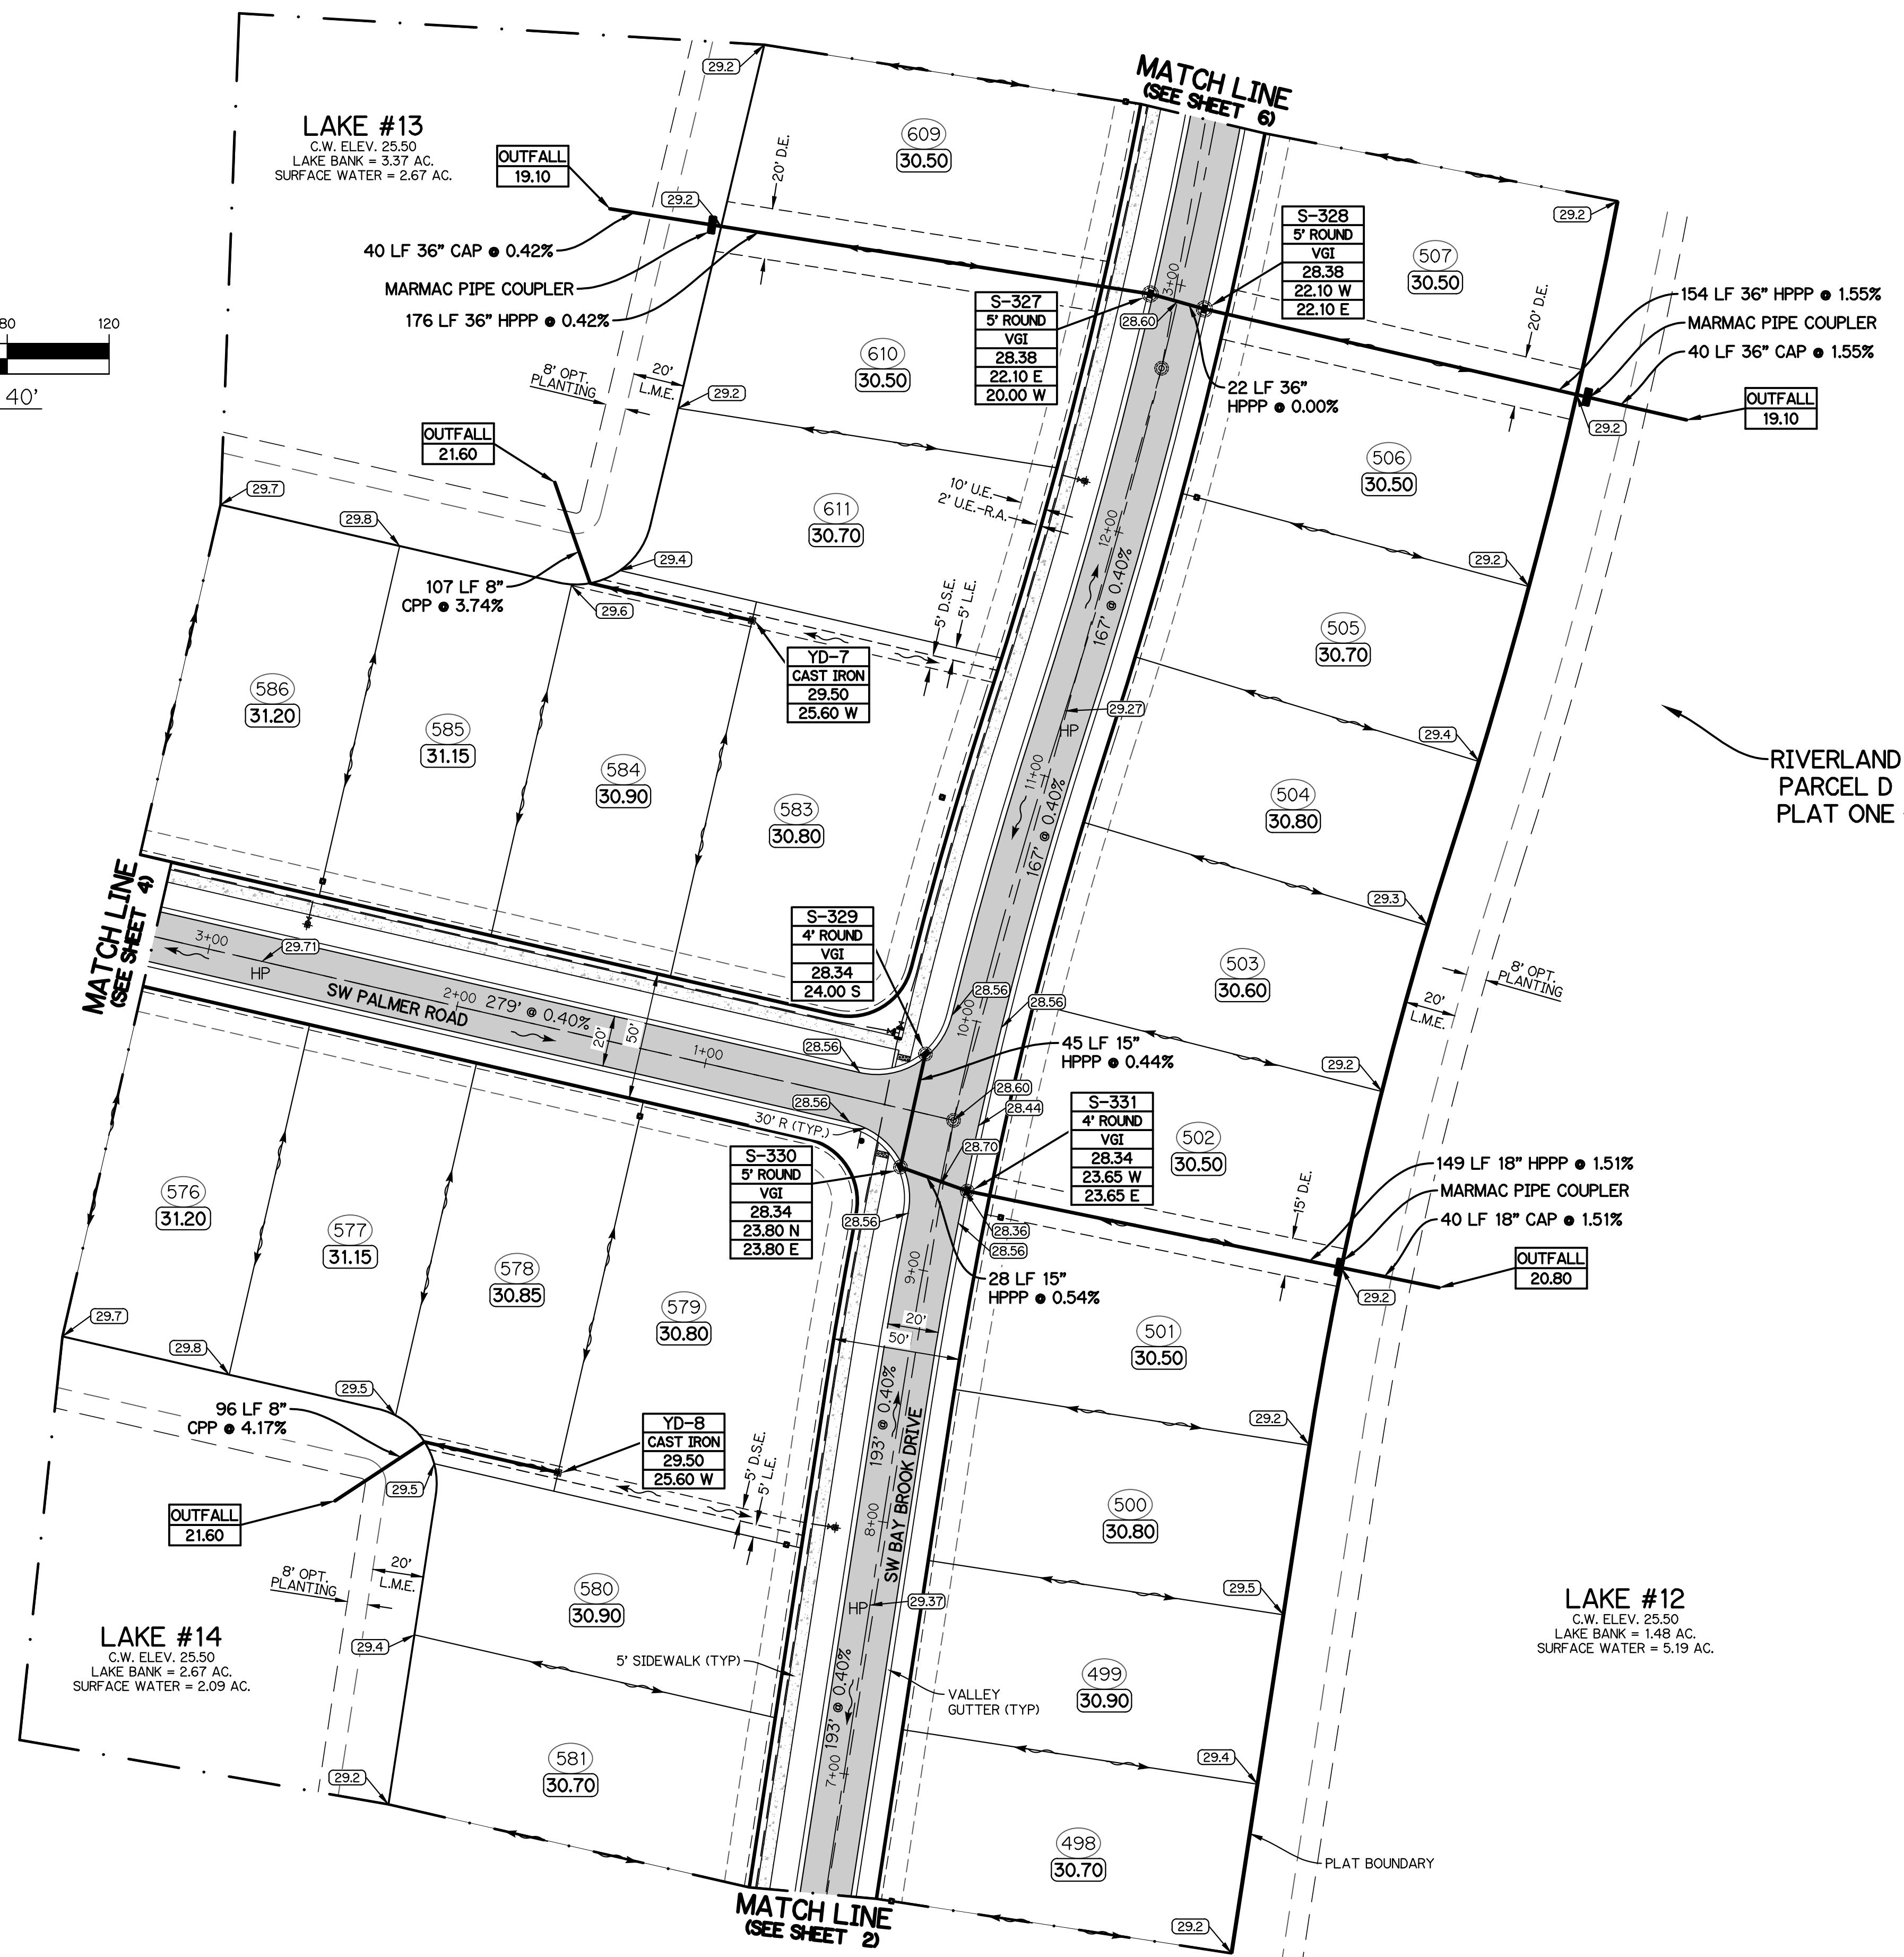 MATCH LINE
(SEE SHEET 6)
LAKE #13
C.W. ELEV. 25.50
LAKE BANK = 3.37 AC.
SURFACE WATER = 2.67 AC.
OUTFALL
19.10
29.2
29.2
20' D.E.
609
30.50
40 LF 36" CAP @ 0.42%
MARMAC PIPE COUPLER
176 LF 36" HPPP @ 0.42%
S-328
5' ROUND
VGI
28.38
22.10 W
22.10 E
507
30.50
29.2
20' D.E.
154 LF 36" HPPP @ 1.55%
MARMAC PIPE COUPLER
40 LF 36" CAP @ 1.55%
OUTFALL
19.10
29.2
80
120
40'
S-327
5' ROUND
VGI
28.38
22.10 E
20.00 W
28.60
3+00
22 LF 36"
HPPP @ 0.00%
610
30.50
8' OPT.
PLANTING
20'
L.M.E.
29.2
OUTFALL
21.60
506
30.50
29.7
29.8
611
30.70
10' U.E.
2' U.E.-R.A.
12+00
167' @ 0.40%
29.2
29.4
107 LF 8"
CPP @ 3.74%
29.6
5' D.S.E.
5' L.E.
505
30.70
YD-7
CAST IRON
29.50
25.60 W
586
31.20
585
31.15
584
30.90
583
30.80
29.27
HP
11+00
167' @ 0.40%
29.4
RIVERLAND
PARCEL D
PLAT ONE
504
30.80
29.3
MATCH LINE
(SEE SHEET 4)
3+00
29.71
HP
SW PALMER ROAD
2+00
279' @ 0.40%
20'
50'
1+00
S-329
4' ROUND
VGI
28.34
24.00 S
28.56
28.56
10+00
28.56
503
30.60
8' OPT.
PLANTING
20'
L.M.E.
29.2
45 LF 15"
HPPP @ 0.44%
28.60
28.44
28.56
30' R (TYP.)
28.70
S-331
4' ROUND
VGI
28.34
23.65 W
23.65 E
502
30.50
15' D.E.
149 LF 18" HPPP @ 1.51%
MARMAC PIPE COUPLER
40 LF 18" CAP @ 1.51%
OUTFALL
20.80
29.2
S-330
5' ROUND
VGI
28.34
23.80 N
23.80 E
28.56
28.36
28.56
9+00
28 LF 15"
HPPP @ 0.54%
576
31.20
577
31.15
578
30.85
579
30.80
20'
50'
501
30.50
29.7
29.8
29.5
29.2
96 LF 8"
CPP @ 4.17%
YD-8
CAST IRON
29.50
25.60 W
5' D.S.E.
5' L.E.
193' @ 0.40%
SW BAY BROOK DRIVE
8+00
29.5
OUTFALL
21.60
500
30.80
29.5
8' OPT.
PLANTING
20'
L.M.E.
580
30.90
HP
29.37
LAKE #12
C.W. ELEV. 25.50
LAKE BANK = 1.48 AC.
SURFACE WATER = 5.19 AC.
LAKE #14
C.W. ELEV. 25.50
LAKE BANK = 2.67 AC.
SURFACE WATER = 2.09 AC.
29.4
5' SIDEWALK (TYP)
193' @ 0.40%
7+00
VALLEY
GUTTER (TYP)
499
30.90
29.4
581
30.70
29.2
498
30.70
PLAT BOUNDARY
29.2
MATCH LINE
(SEE SHEET 2)